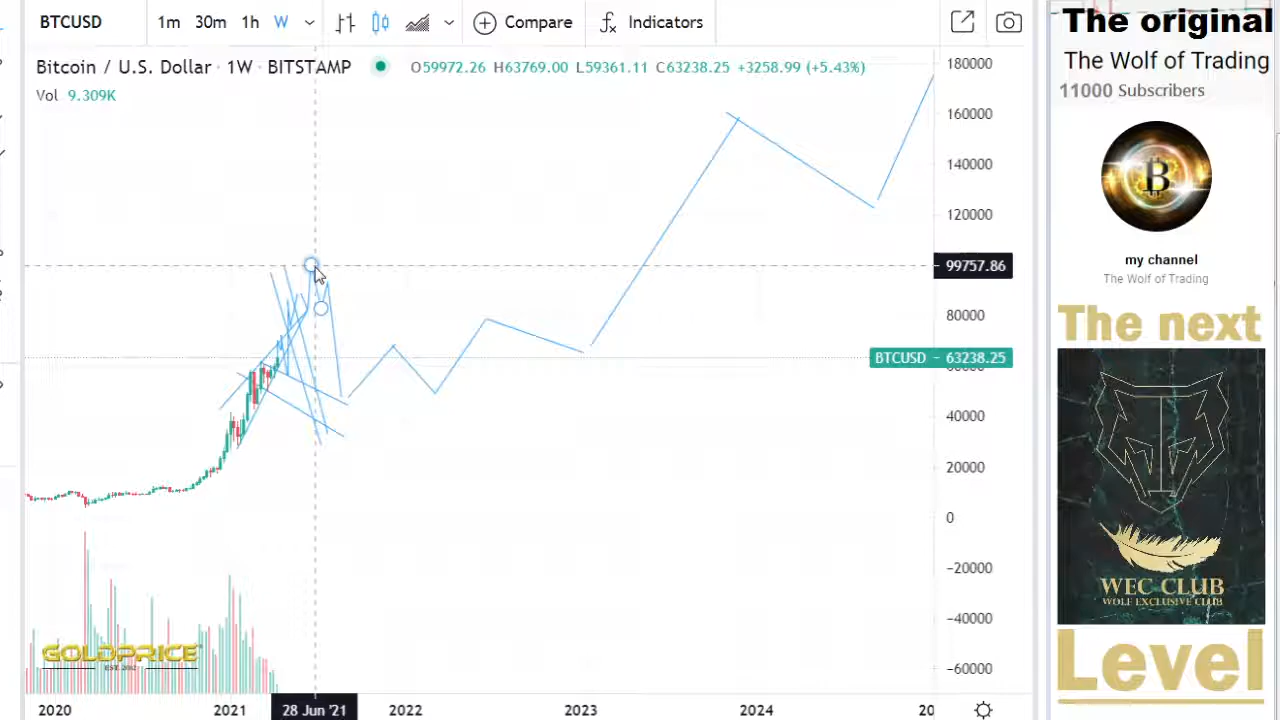 BTCUSD 1m 30m 1h W Compare Indicators
Bitcoin / U.S. Dollar · 1W · BITSTAMP O59972.26 H63769.00 L59361.11 C63238.25 +3258.99 (+5.43%)
Vol 9.309K
180000
160000
140000
120000
99757.86
80000
BTCUSD - 63238.25
60000
40000
20000
0
-20000
-40000
-60000
GOLDPRICE
EST. 2002
2020 2021 28 Jun '21 2022 2023 2024 20
The original
The Wolf of Trading
11000 Subscribers
my channel
The Wolf of Trading
The next
WEC CLUB
WOLF EXCLUSIVE CLUB
Level